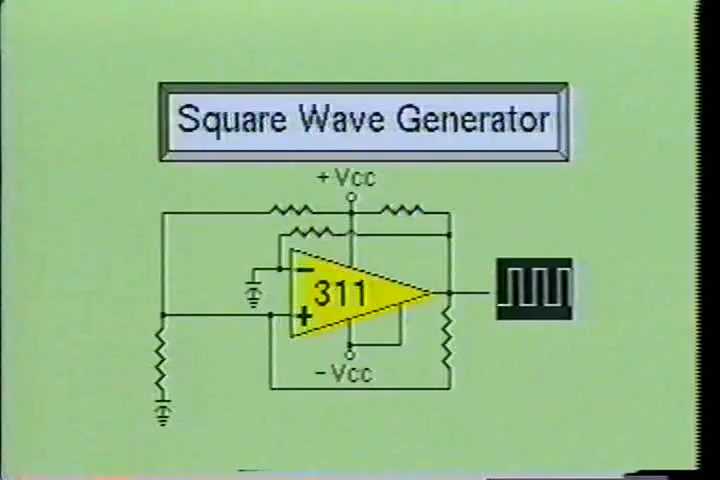 Square Wave Generator
+Vcc
−
311
+
−Vcc